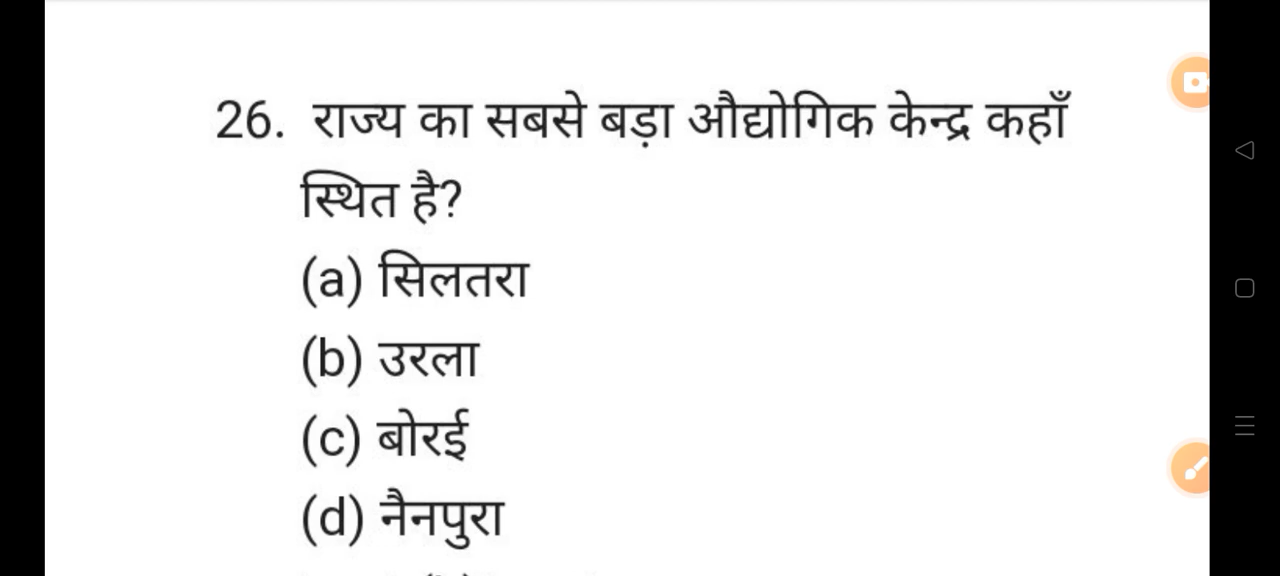 26. राज्य का सबसे बड़ा औद्योगिक केन्द्र कहाँ
स्थित है?
(a) सिलतरा
(b) उरला
(c) बोरई
(d) नैनपुरा